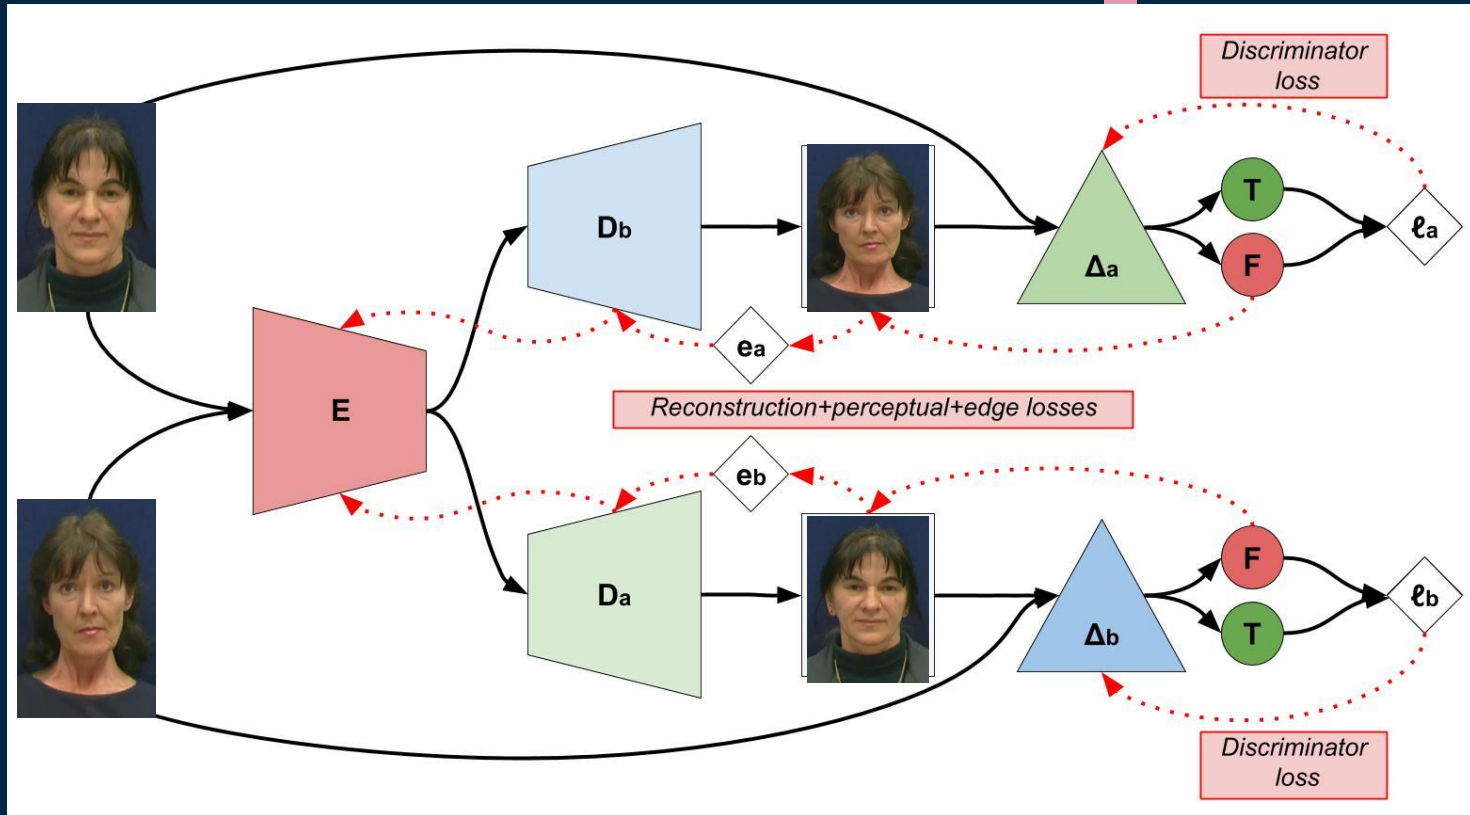 Discriminator
loss
Db
Δa
T
F
ℓa
ea
E
Reconstruction+perceptual+edge losses
eb
Da
Δb
F
T
ℓb
Discriminator
loss